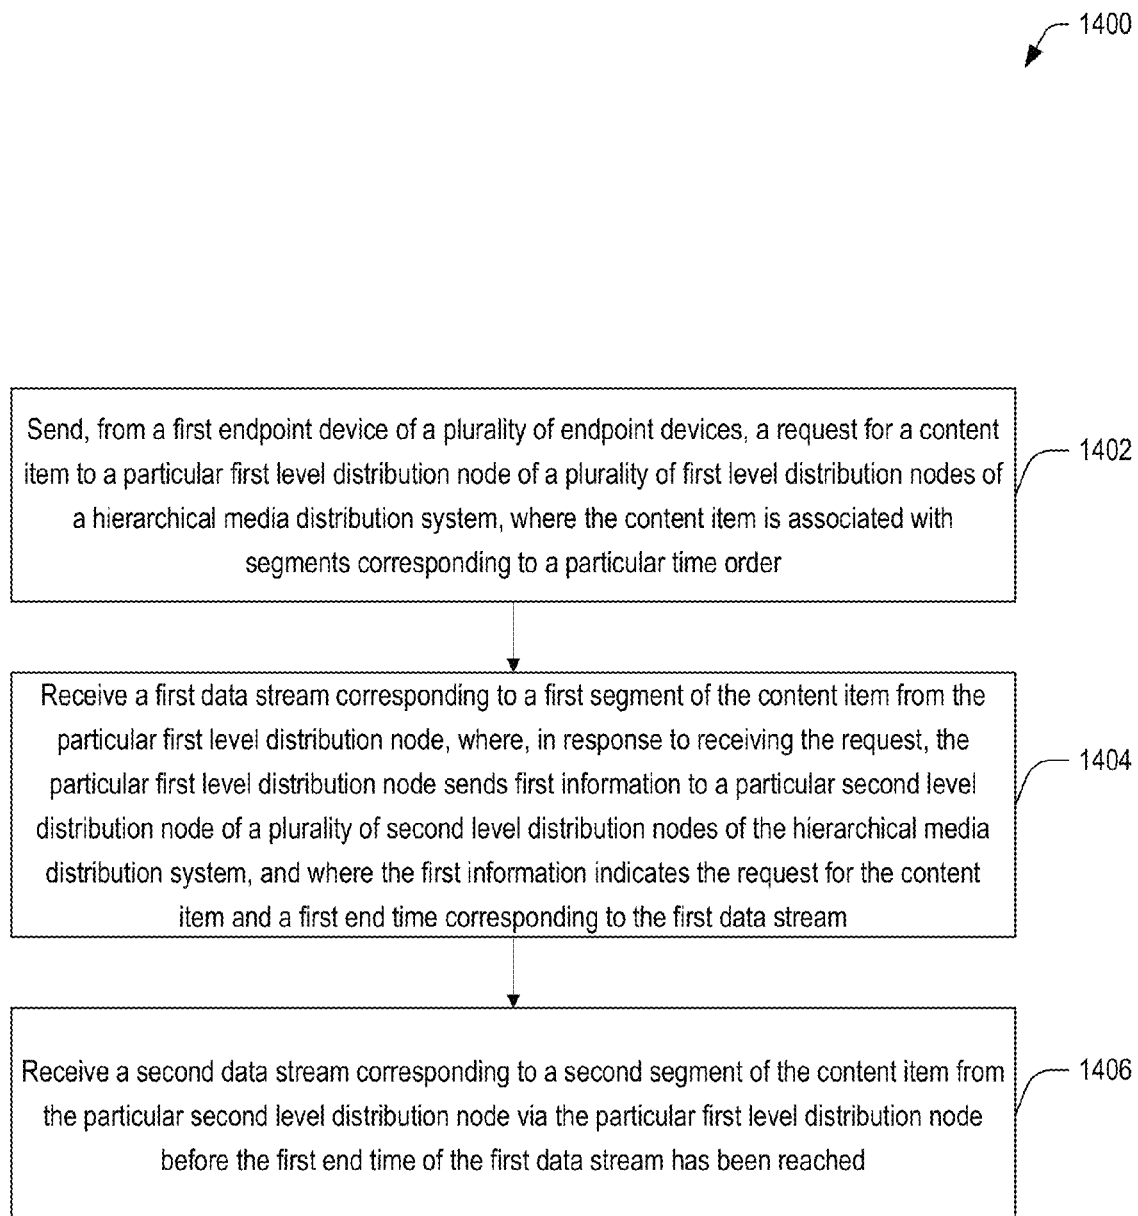 1400
Send, from a first endpoint device of a plurality of endpoint devices, a request for a content
item to a particular first level distribution node of a plurality of first level distribution nodes of
a hierarchical media distribution system, where the content item is associated with
segments corresponding to a particular time order
1402
Receive a first data stream corresponding to a first segment of the content item from the
particular first level distribution node, where, in response to receiving the request, the
particular first level distribution node sends first information to a particular second level
distribution node of a plurality of second level distribution nodes of the hierarchical media
distribution system, and where the first information indicates the request for the content
item and a first end time corresponding to the first data stream
1404
Receive a second data stream corresponding to a second segment of the content item from
the particular second level distribution node via the particular first level distribution node
before the first end time of the first data stream has been reached
1406